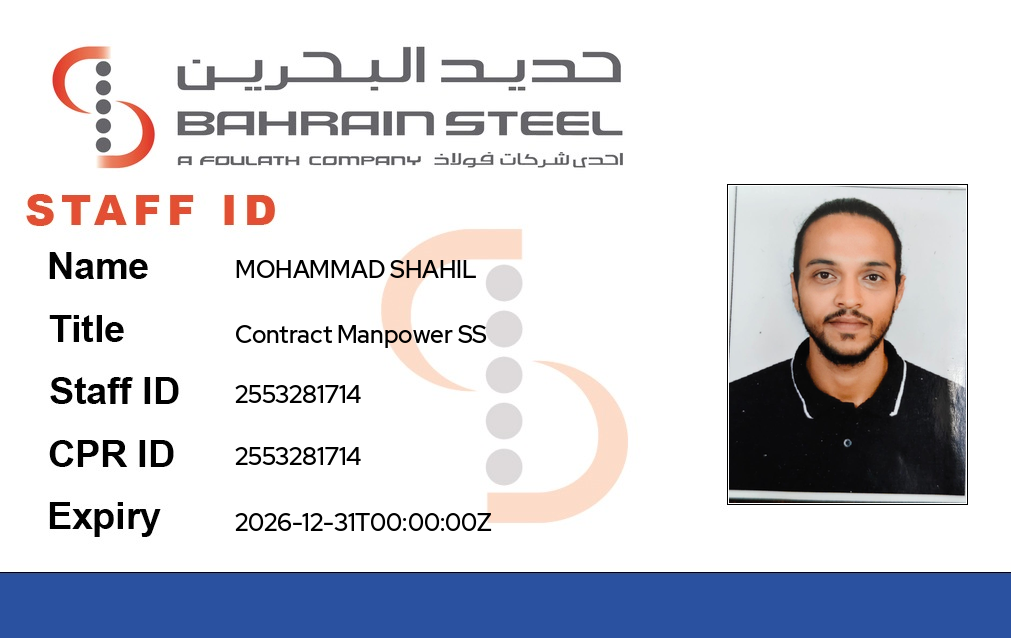 حديد البحرين
BAHRAIN STEEL
A FOULATH COMPANY احدى شركات فولاذ
STAFF ID
Name MOHAMMAD SHAHIL
Title Contract Manpower SS
Staff ID 2553281714
CPR ID 2553281714
Expiry 2026-12-31T00:00:00Z